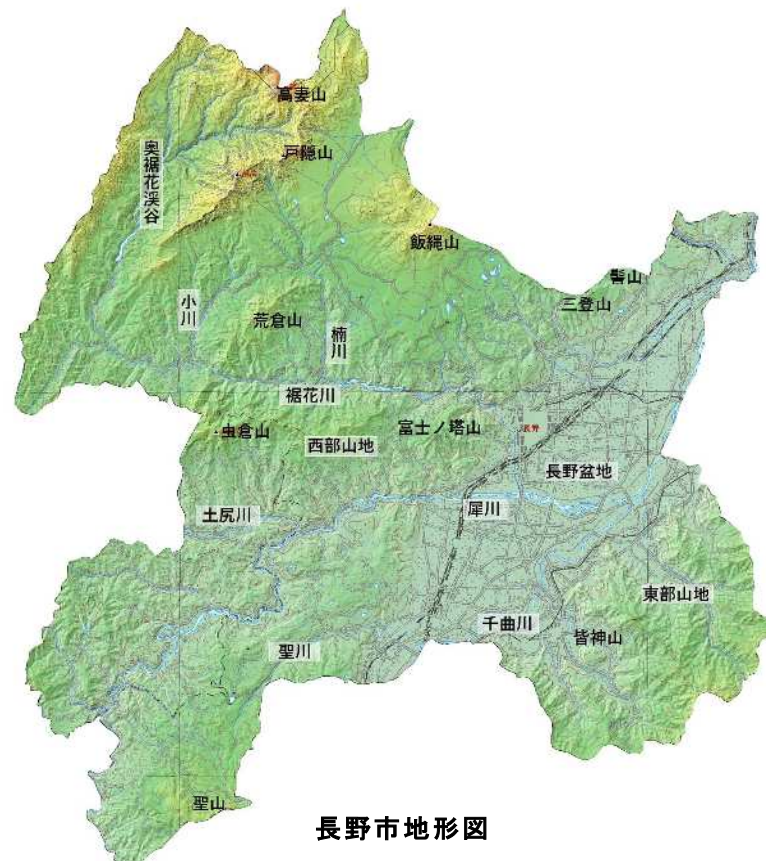 高妻山
戸隠山
奥裾花渓谷
飯縄山
髻山
三登山
小川
荒倉山
楠川
裾花川
虫倉山
西部山地
富士ノ塔山
長野
長野盆地
土尻川
犀川
東部山地
千曲川
皆神山
聖川
聖山
長野市地形図